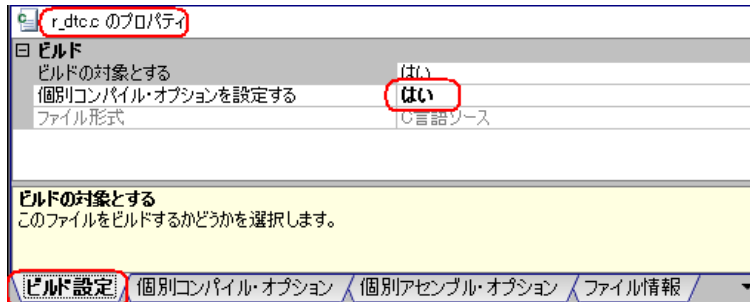 r_dtc.c のプロパティ
ビルド
ビルドの対象とする はい
個別コンパイル・オプションを設定する はい
ファイル形式 C言語ソース
ビルドの対象とする
このファイルをビルドするかどうかを選択します。
ビルド設定 個別コンパイル・オプション 個別アセンブル・オプション ファイル情報